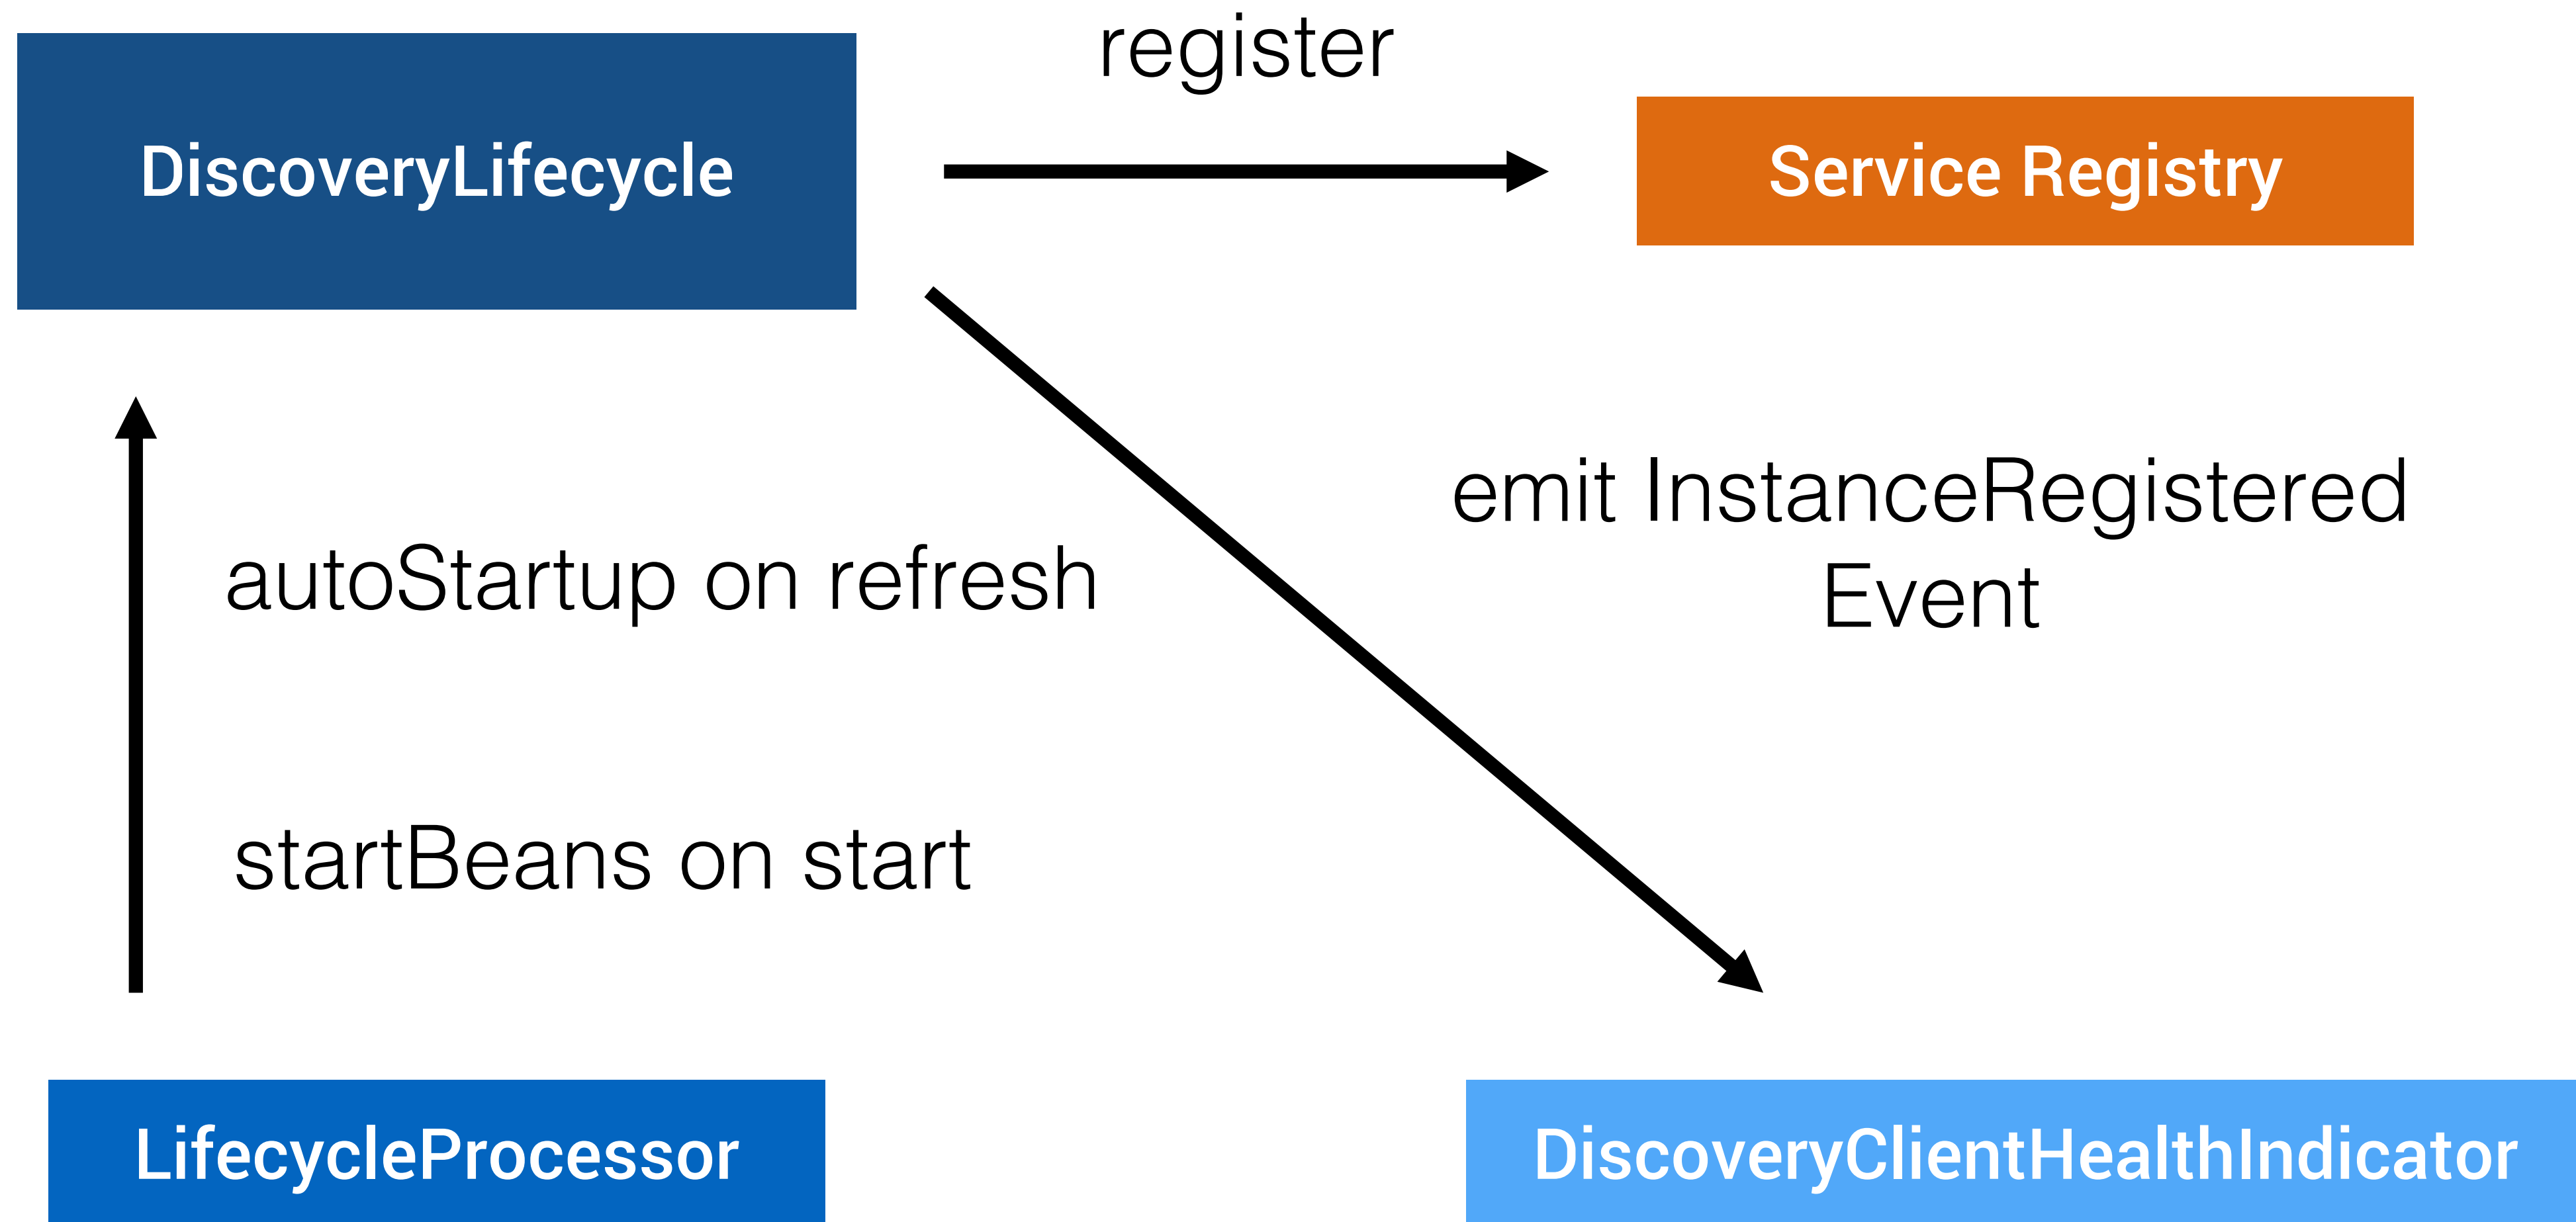 register
DiscoveryLifecycle
Service Registry
emit InstanceRegistered
Event
autoStartup on refresh
startBeans on start
LifecycleProcessor
DiscoveryClientHealthIndicator